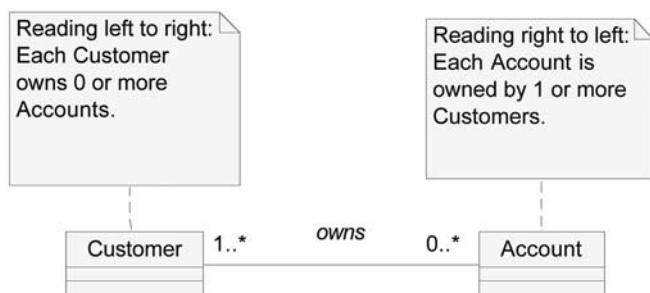 Reading left to right:
Each Customer
owns 0 or more
Accounts.
Reading right to left:
Each Account is
owned by 1 or more
Customers.
Customer
1..*
owns
0..*
Account